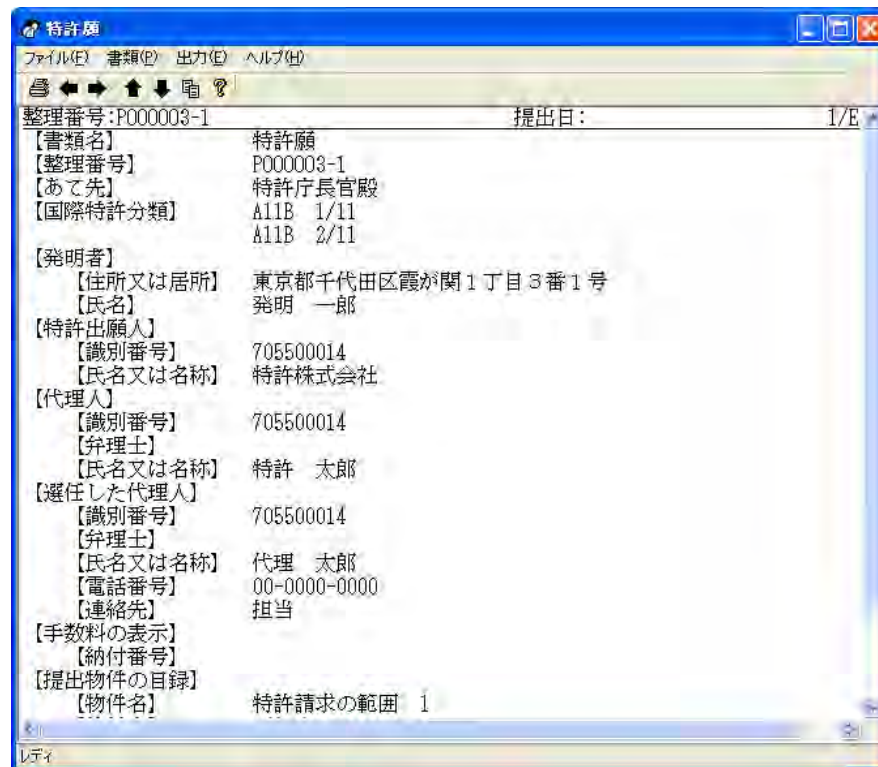 特許願
ファイル(F) 書類(P) 出力(E) ヘルプ(H)
整理番号:P000003-1 提出日: 1/E
【書類名】 特許願
【整理番号】 P000003-1
【あて先】 特許庁長官殿
【国際特許分類】 A11B 1/11
A11B 2/11
【発明者】
【住所又は居所】 東京都千代田区霞が関1丁目3番1号
【氏名】 発明 一郎
【特許出願人】
【識別番号】 705500014
【氏名又は名称】 特許株式会社
【代理人】
【識別番号】 705500014
【弁理士】
【氏名又は名称】 特許 太郎
【選任した代理人】
【識別番号】 705500014
【弁理士】
【氏名又は名称】 代理 太郎
【電話番号】 00-0000-0000
【連絡先】 担当
【手数料の表示】
【納付番号】
【提出物件の目録】
【物件名】 特許請求の範囲 1
レディ